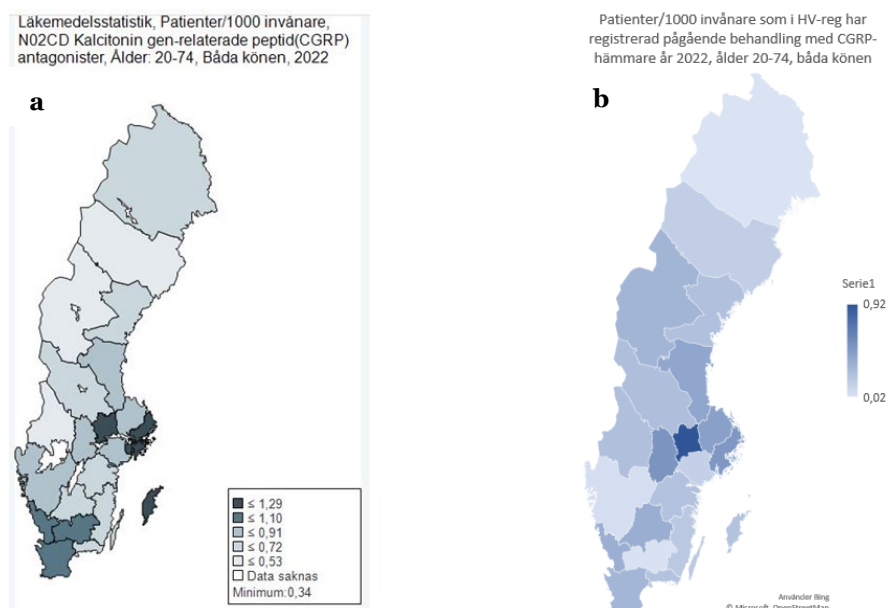 Läkemedelsstatistik, Patienter/1000 invånare,
N02CD Kalcitonin gen-relaterade peptid(CGRP)
antagonister, Ålder: 20-74, Båda könen, 2022
a
≤ 1,29
≤ 1,10
≤ 0,91
≤ 0,72
≤ 0,53
Data saknas
Minimum:0,34
Patienter/1000 invånare som i HV-reg har
registrerad pågående behandling med CGRP-
hämmare år 2022, ålder 20-74, båda könen
b
Serie1
0,92
0,02
Använder Bing
© Microsoft, OpenStreetMap